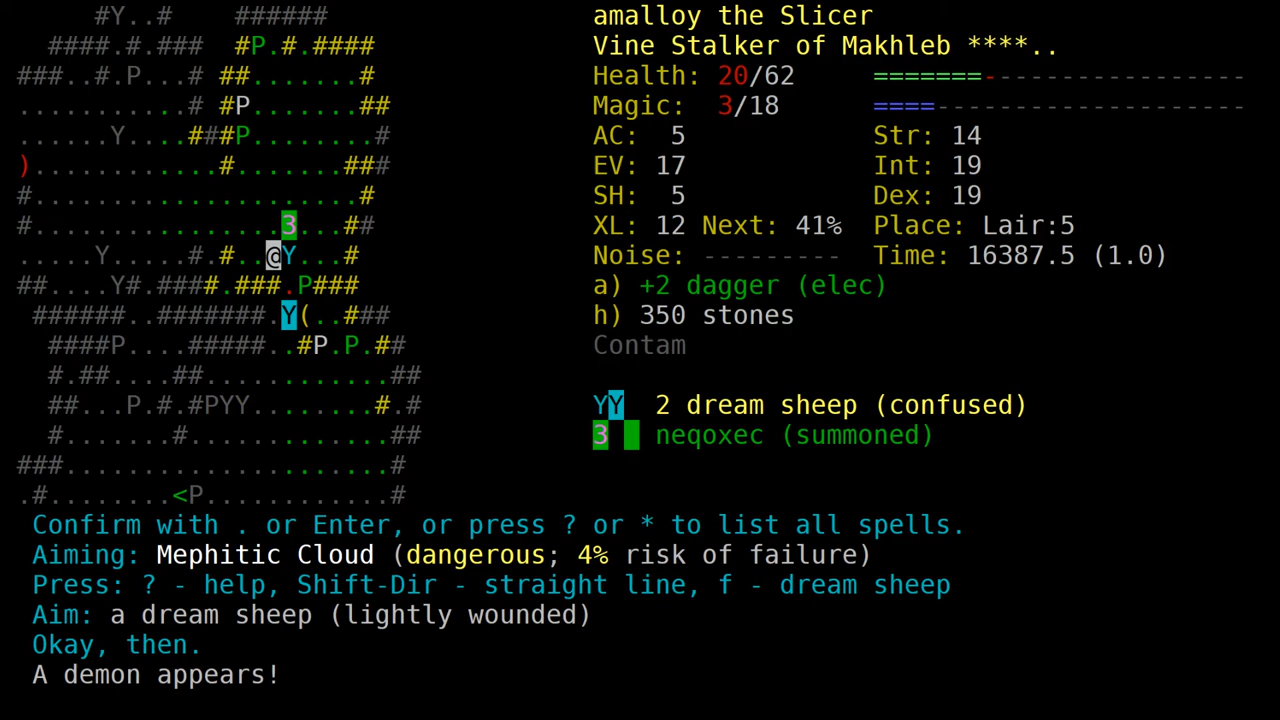 #Y..#    ######                  amalloy the Slicer
  ####.#.###  #P.#.####               Vine Stalker of Makhleb ****..
###..#.P...# ##.......#               Health: 20/62      =======-----------------
...........# #P.......##              Magic:  3/18       ====--------------------
......Y...###P........#               AC:  5             Str: 14
)............#.......###              EV: 17             Int: 19
#......................#              SH:  5             Dex: 19
#.................3...##              XL: 12 Next: 41%   Place: Lair:5
.....Y.....#.#..@Y...#                Noise: ---------   Time: 16387.5 (1.0)
##....Y#.####.###.P###                a) +2 dagger (elec)
 ######..#######.Y(..###              h) 350 stones
  ####P....#####..#P.P.##             Contam
  #.##....##.............##
  ##...P.#.#PYY........#.#            YY  2 dream sheep (confused)
  #.......#..............##           3   neqoxec (summoned)
###......................#
.#........<P.............#
Confirm with . or Enter, or press ? or * to list all spells.
Aiming: Mephitic Cloud (dangerous; 4% risk of failure)
Press: ? - help, Shift-Dir - straight line, f - dream sheep
Aim: a dream sheep (lightly wounded)
Okay, then.
A demon appears!